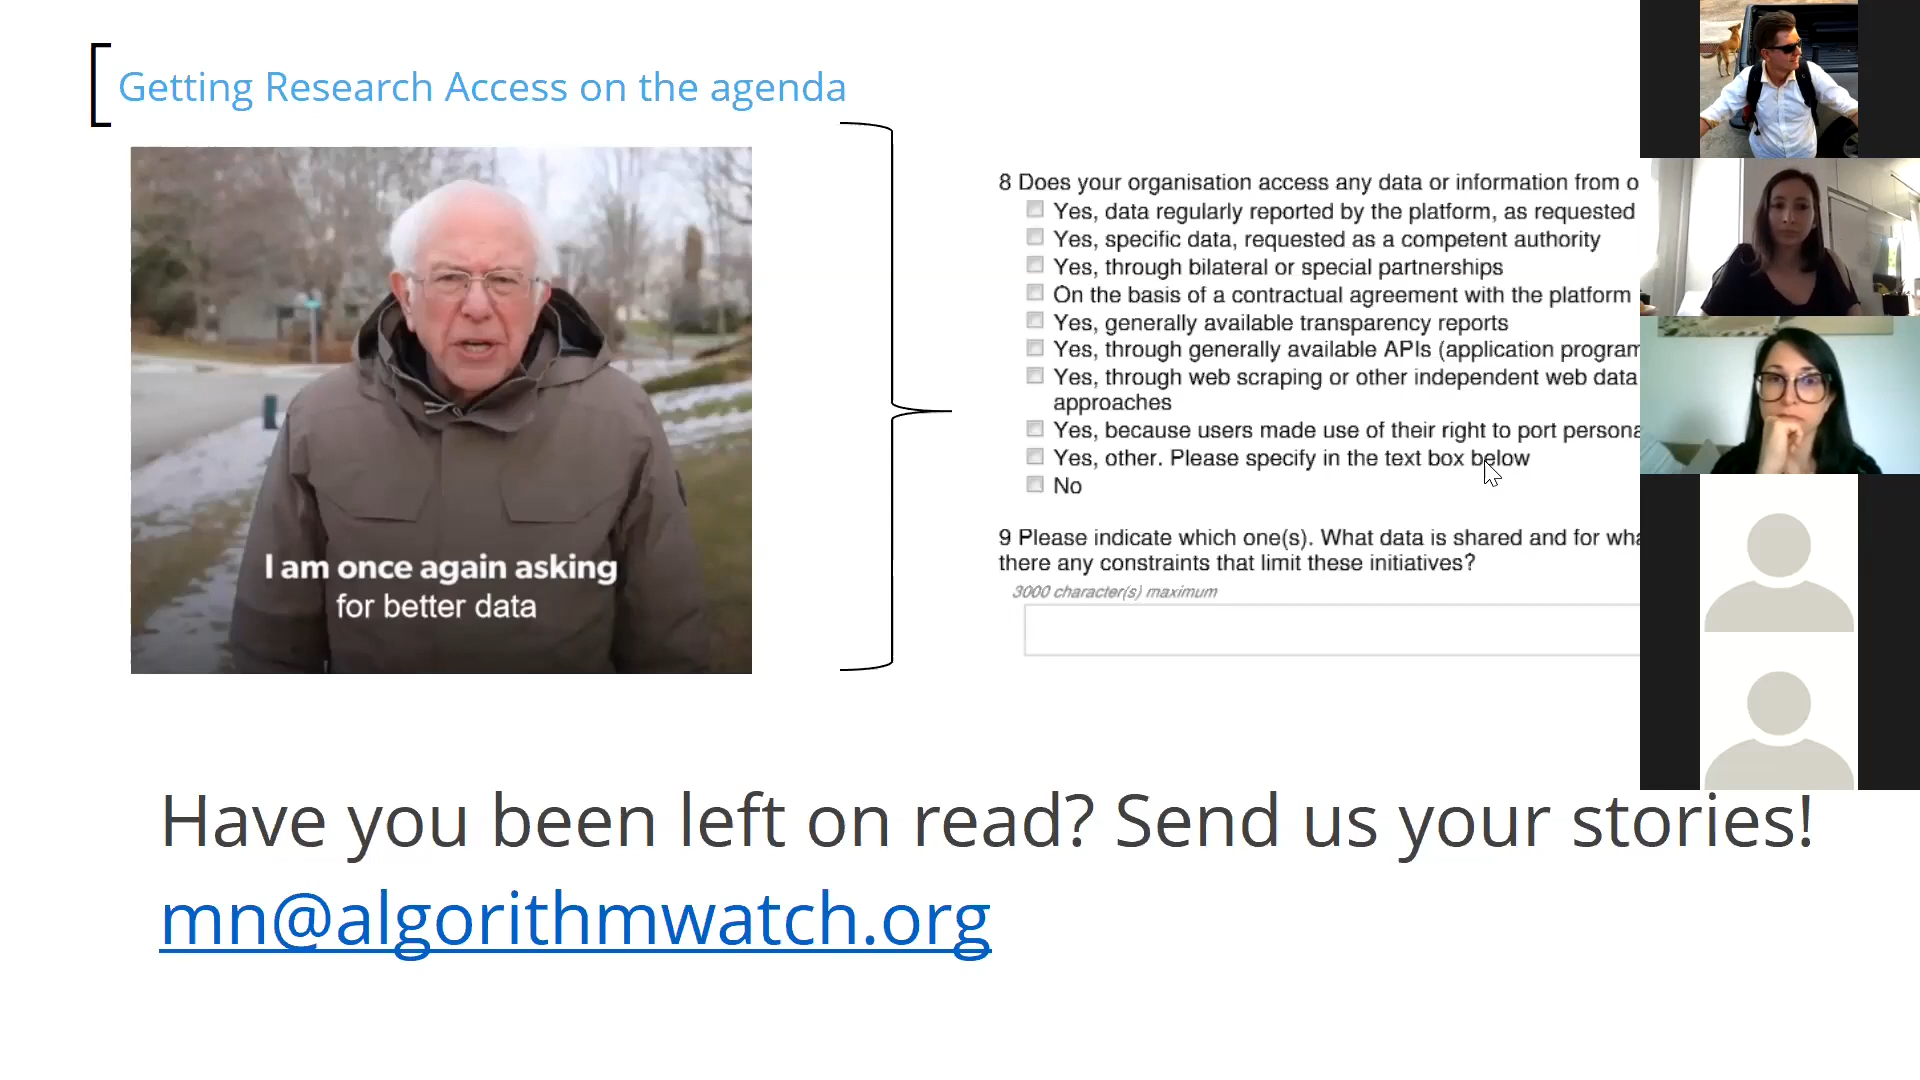 Getting Research Access on the agenda
I am once again asking
for better data
8 Does your organisation access any data or information from o
Yes, data regularly reported by the platform, as requested
Yes, specific data, requested as a competent authority
Yes, through bilateral or special partnerships
On the basis of a contractual agreement with the platform
Yes, generally available transparency reports
Yes, through generally available APIs (application program
Yes, through web scraping or other independent web data
approaches
Yes, because users made use of their right to port persona
Yes, other. Please specify in the text box below
No
9 Please indicate which one(s). What data is shared and for wha
there any constraints that limit these initiatives?
3000 character(s) maximum
Have you been left on read? Send us your stories!
mn@algorithmwatch.org